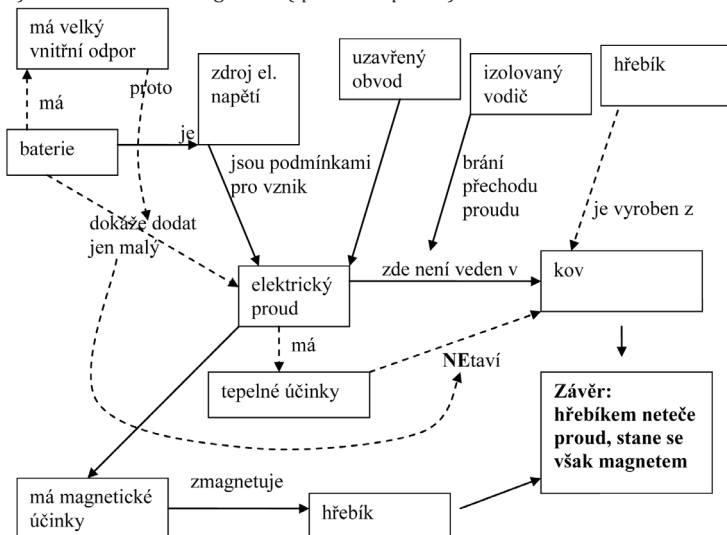 má velký
vnitřní odpor
zdroj el.
napětí
uzavřený
obvod
izolovaný
vodič
hřebík
má
proto
baterie
je
jsou podmínkami
pro vznik
brání
přechodu
proudu
je vyroben z
dokáže dodat
jen malý
elektrický
proud
zde není veden v
kov
má
NEtaví
tepelné účinky
Závěr:
hřebíkem neteče
proud, stane se
však magnetem
má magnetické
účinky
zmagnetuje
hřebík